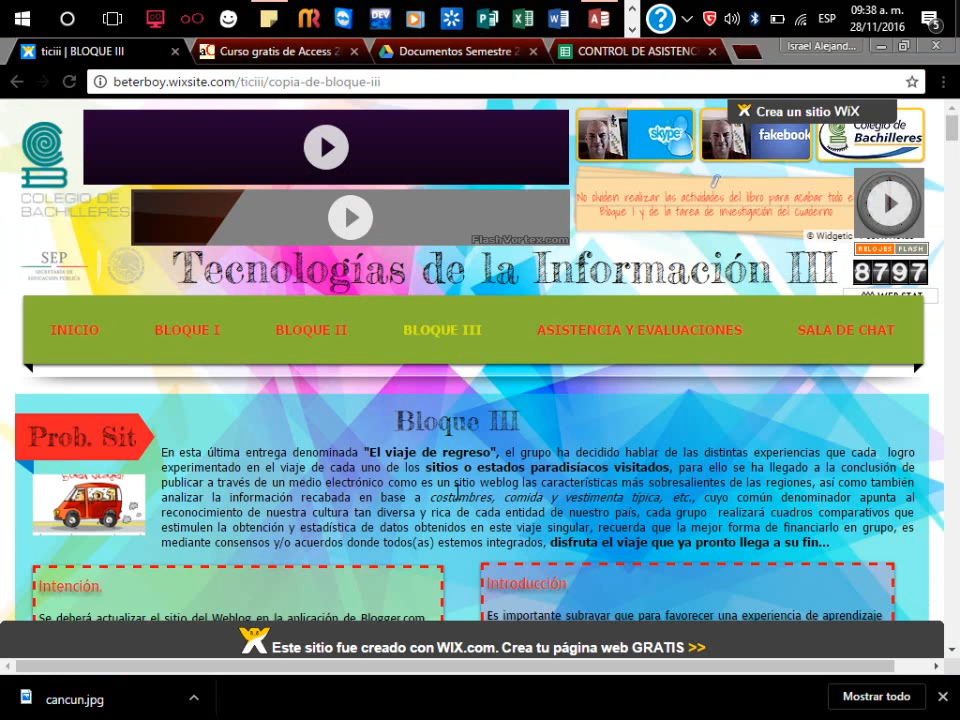 ESP
09:38 a. m.
28/11/2016
5
ticiii | BLOQUE III
Curso gratis de Access 2
Documentos Semestre 2
CONTROL DE ASISTENC
Israel Alejand...
beterboy.wixsite.com/ticiii/copia-de-bloque-iii
Crea un sitio WiX
skype
fakebook
Colegio de
Bachilleres
COLEGIO DE
BACHILLERES
No olviden realizar las actividades del libro para acabar todo e
Bloque I y de la tarea de investigación del cuaderno
© Widgetic
FlashVortex.com
RELOJES FLASH
8797
WEB STAT
SEP
SECRETARÍA DE
EDUCACIÓN PÚBLICA
Tecnologías de la Información III
INICIO
BLOQUE I
BLOQUE II
BLOQUE III
ASISTENCIA Y EVALUACIONES
SALA DE CHAT
Bloque III
Prob. Sit
En esta última entrega denominada "El viaje de regreso", el grupo ha decidido hablar de las distintas experiencias que cada logro
experimentado en el viaje de cada uno de los sitios o estados paradisíacos visitados, para ello se ha llegado a la conclusión de
publicar a través de un medio electrónico como es un sitio weblog las características más sobresalientes de las regiones, así como también
analizar la información recabada en base a costumbres, comida y vestimenta típica, etc., cuyo común denominador apunta al
reconocimiento de nuestra cultura tan diversa y rica de cada entidad de nuestro país, cada grupo realizará cuadros comparativos que
estimulen la obtención y estadística de datos obtenidos en este viaje singular, recuerda que la mejor forma de financiarlo en grupo, es
mediante consensos y/o acuerdos donde todos(as) estemos integrados, disfruta el viaje que ya pronto llega a su fin...
Intención.
Se deberá actualizar el sitio del Weblog en la aplicación de Blogger.com
Introducción
Es importante subrayar que para favorecer una experiencia de aprendizaje
Este sitio fue creado con WIX.com. Crea tu página web GRATIS >>
cancun.jpg
Mostrar todo